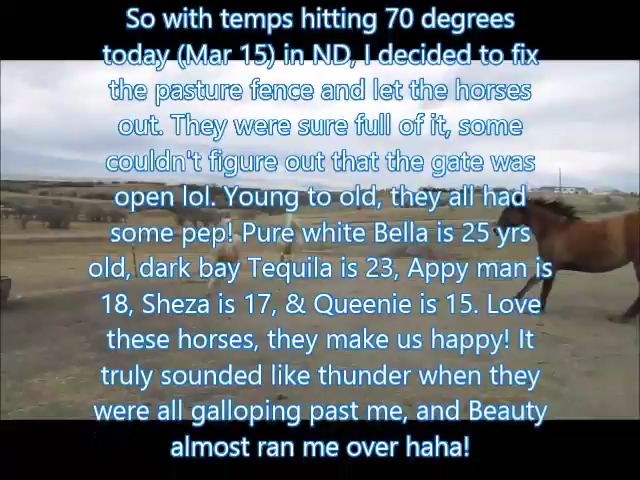 So with temps hitting 70 degrees
today (Mar 15) in ND, I decided to fix
the pasture fence and let the horses
out. They were sure full of it, some
couldn't figure out that the gate was
open lol. Young to old, they all had
some pep! Pure white Bella is 25 yrs
old, dark bay Tequila is 23, Appy man is
18, Sheza is 17, & Queenie is 15. Love
these horses, they make us happy! It
truly sounded like thunder when they
were all galloping past me, and Beauty
almost ran me over haha!